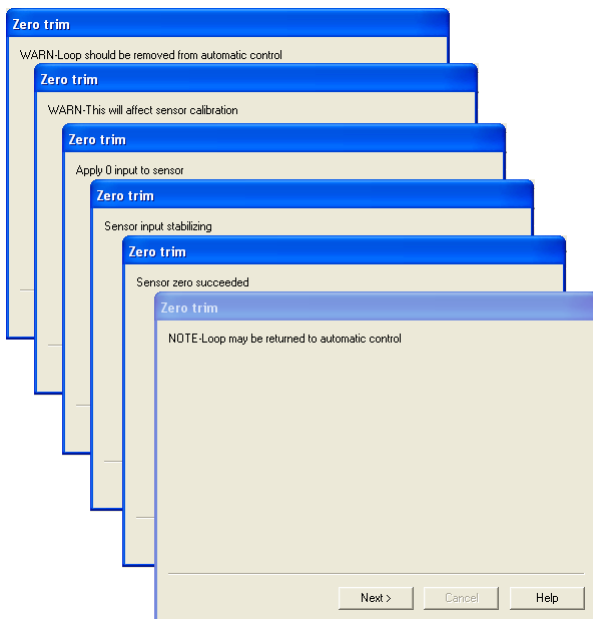 Zero trim
WARN-Loop should be removed from automatic control
Zero trim
WARN-This will affect sensor calibration
Zero trim
Apply 0 input to sensor
Zero trim
Sensor input stabilizing
Zero trim
Sensor zero succeeded
Zero trim
NOTE-Loop may be returned to automatic control
Next > Cancel Help